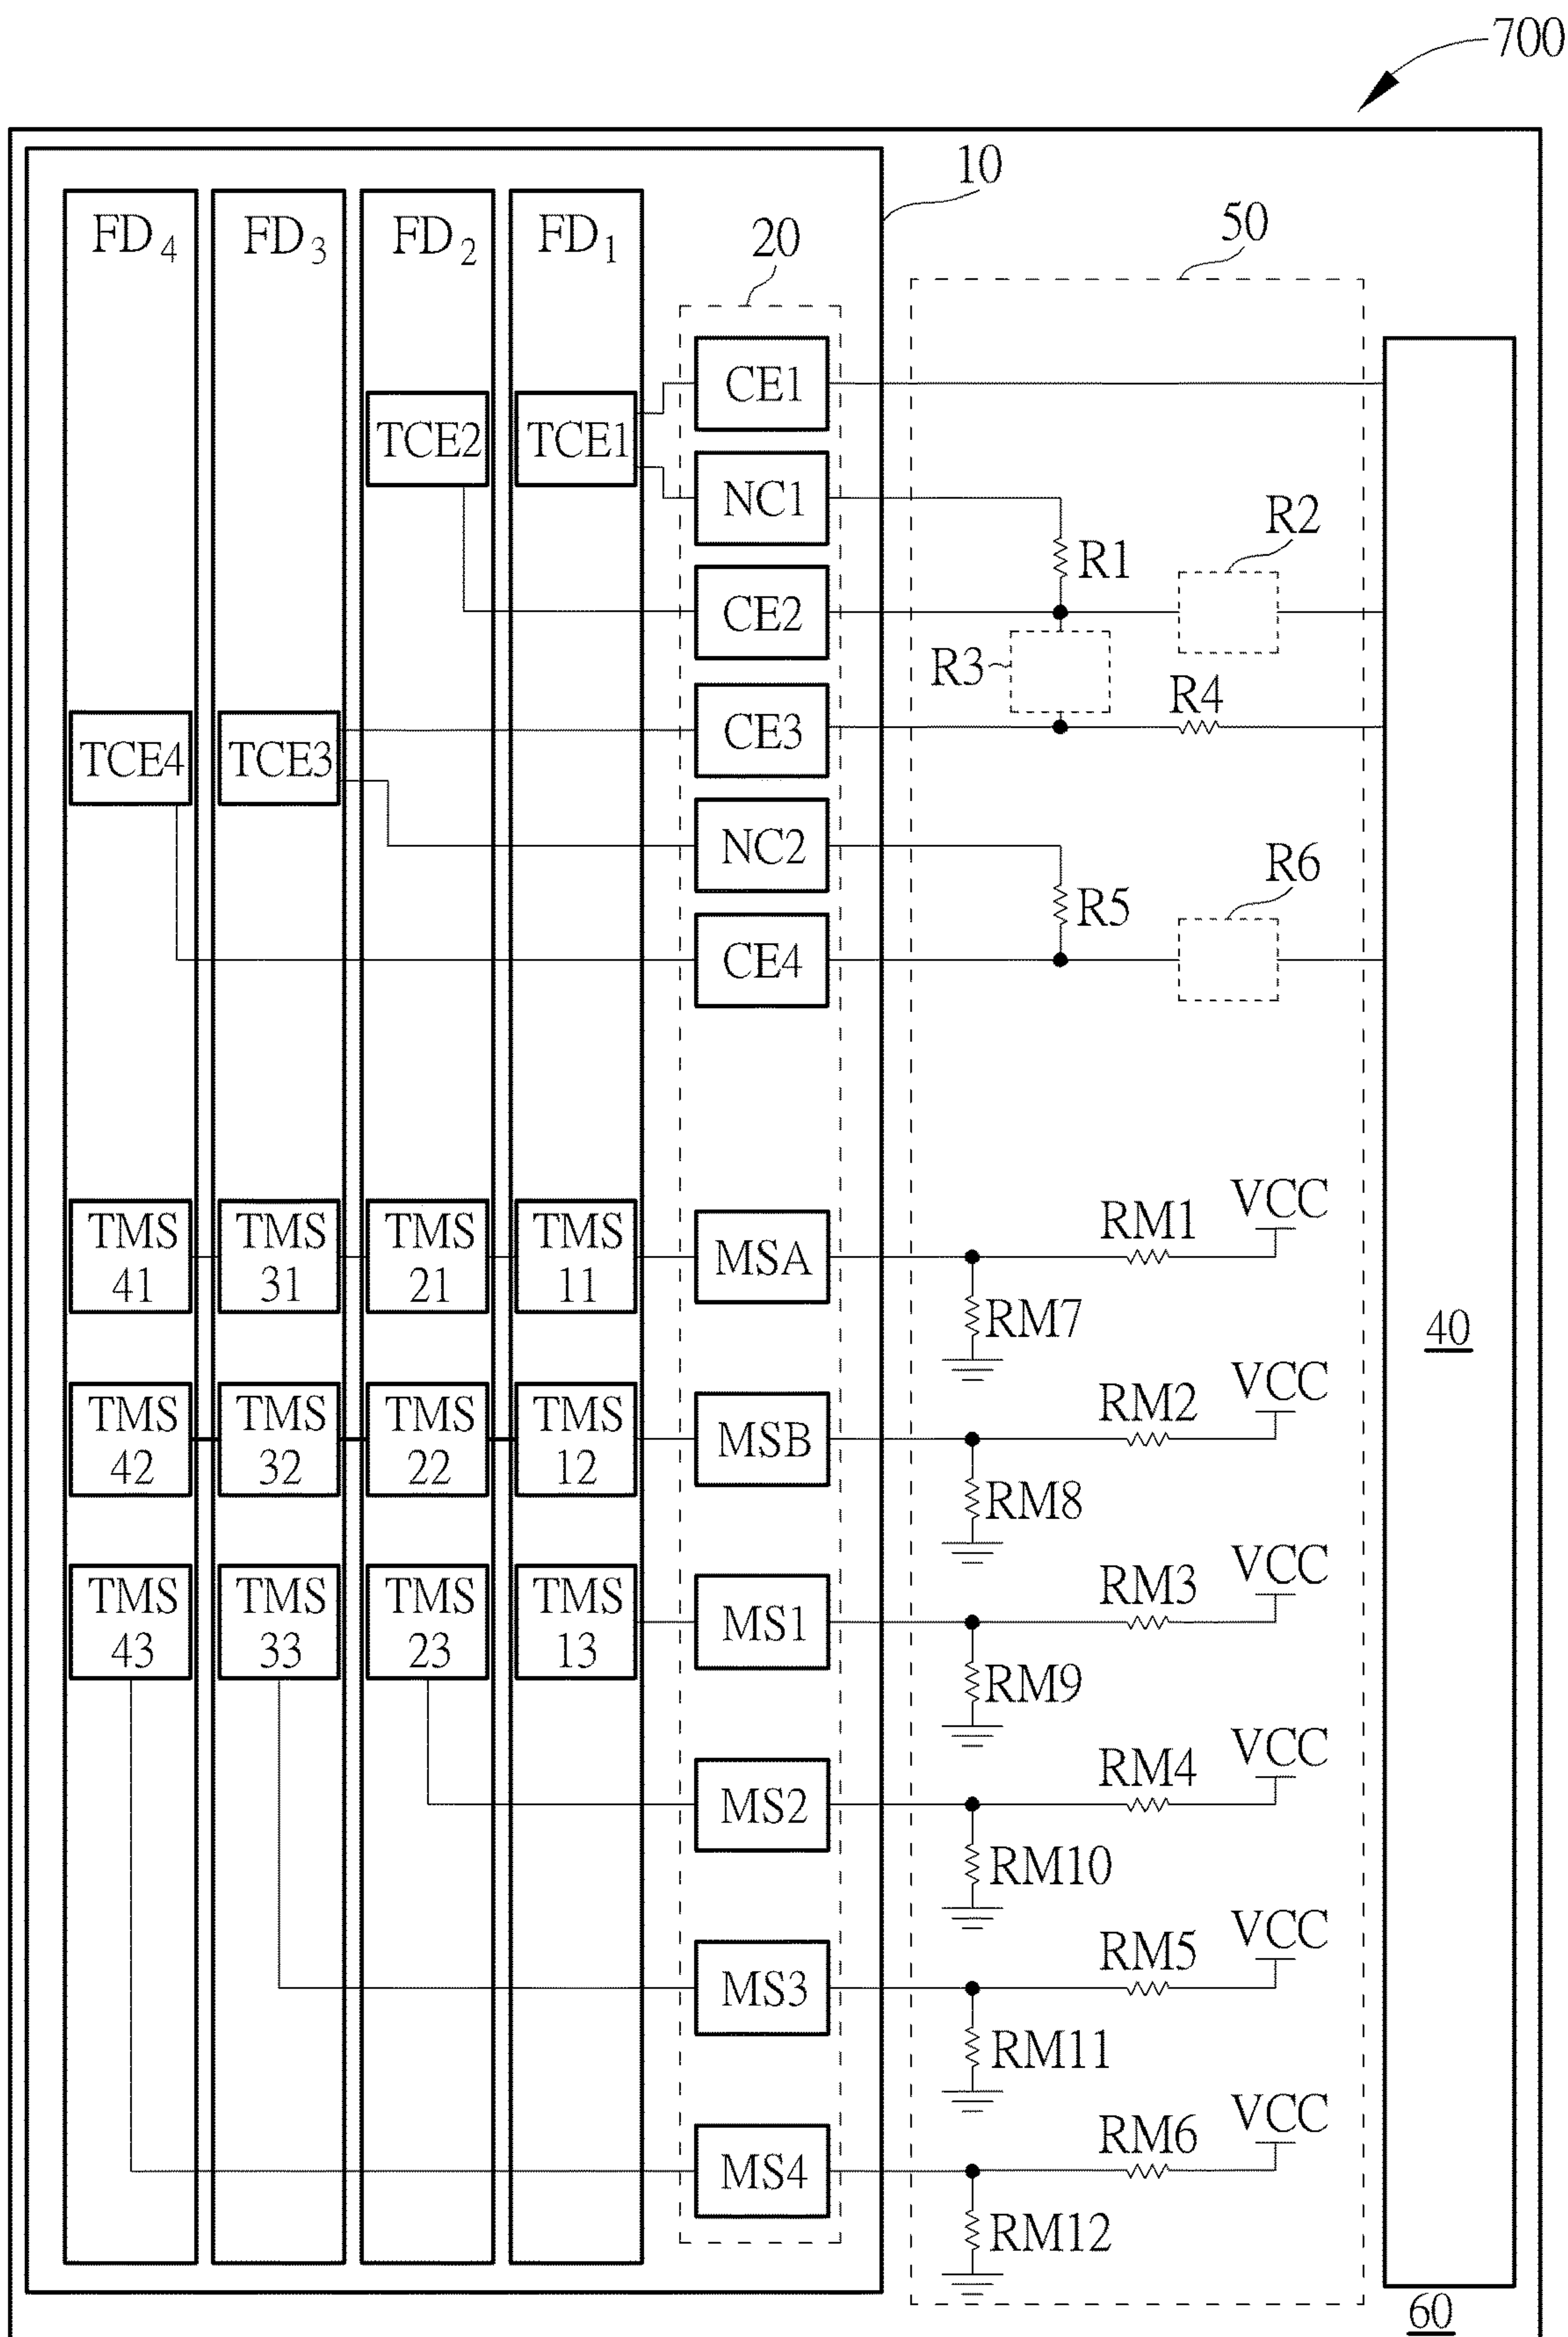 700
10
FD4 FD3 FD2 FD1
20
50
CE1
TCE2 TCE1
NC1
R2
R1
CE2
R3
R4
CE3
TCE4 TCE3
NC2
R6
R5
CE4
VCC
RM1
TMS 41 TMS 31 TMS 21 TMS 11
MSA
RM7
40
VCC
RM2
TMS 42 TMS 32 TMS 22 TMS 12
MSB
RM8
VCC
RM3
TMS 43 TMS 33 TMS 23 TMS 13
MS1
RM9
VCC
RM4
MS2
RM10
VCC
RM5
MS3
RM11
VCC
RM6
MS4
RM12
60